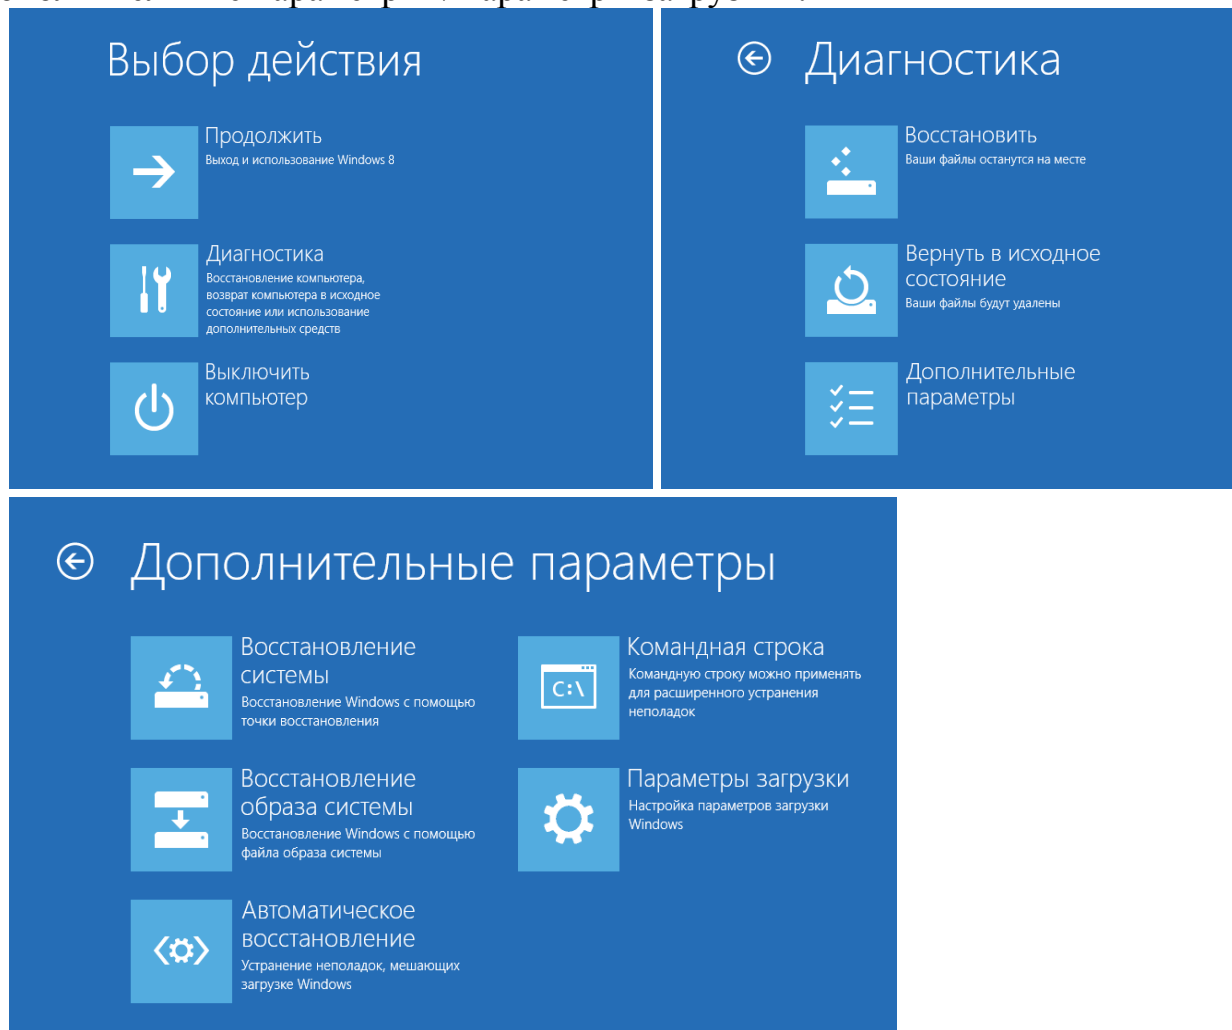 Выбор действия
Продолжить
Выход и использование Windows 8
Диагностика
Восстановление компьютера,
возврат компьютера в исходное
состояние или использование
дополнительных средств
Выключить
компьютер
Диагностика
Восстановить
Ваши файлы останутся на месте
Вернуть в исходное
состояние
Ваши файлы будут удалены
Дополнительные
параметры
Дополнительные параметры
Восстановление
системы
Восстановление Windows с помощью
точки восстановления
Восстановление
образа системы
Восстановление Windows с помощью
файла образа системы
Автоматическое
восстановление
Устранение неполадок, мешающих
загрузке Windows
Командная строка
C:\
Командную строку можно применять
для расширенного устранения
неполадок
Параметры загрузки
Настройка параметров загрузки
Windows